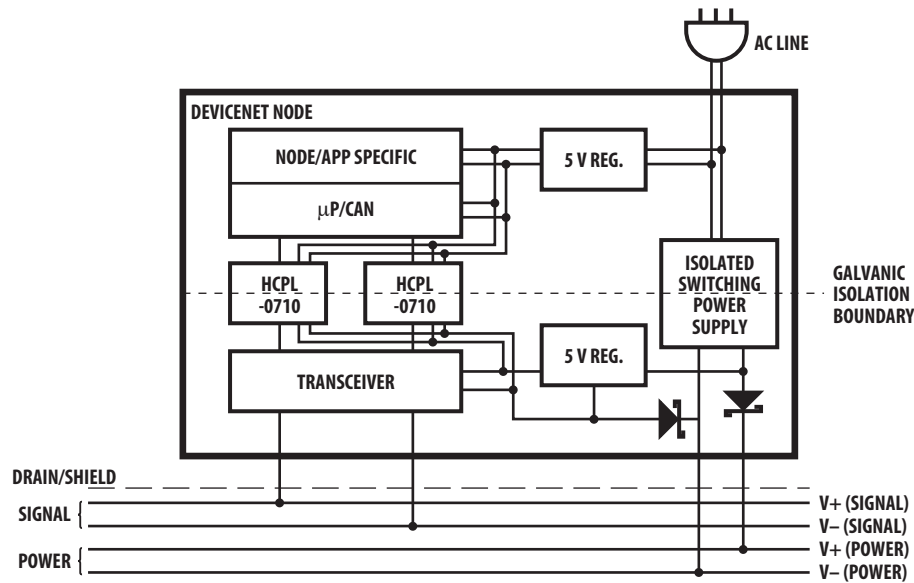 AC LINE
DEVICENET NODE
NODE/APP SPECIFIC
5 V REG.
μP/CAN
HCPL
-0710
HCPL
-0710
ISOLATED
SWITCHING
POWER
SUPPLY
GALVANIC
ISOLATION
BOUNDARY
TRANSCEIVER
5 V REG.
DRAIN/SHIELD
SIGNAL
V+ (SIGNAL)
V– (SIGNAL)
POWER
V+ (POWER)
V– (POWER)